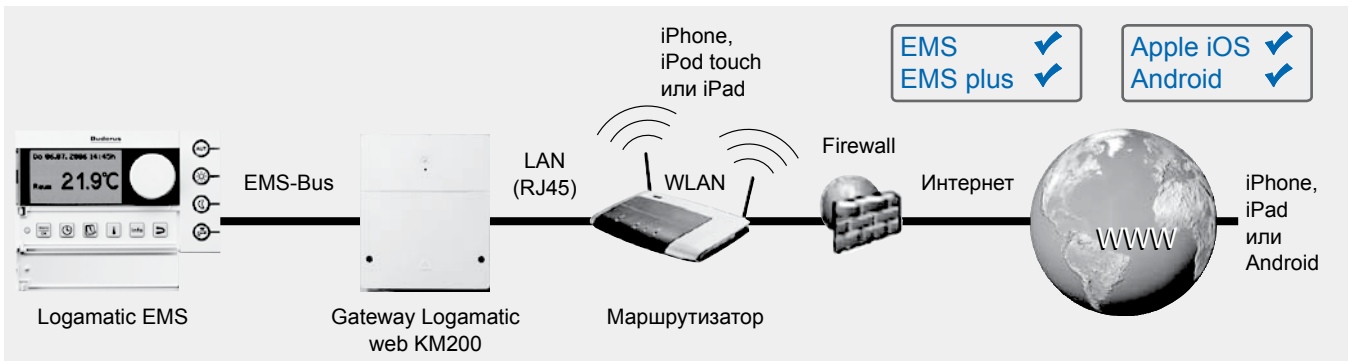 iPhone,
iPod touch
или iPad
EMS ✔
EMS plus ✔
Apple iOS ✔
Android ✔
Buderus
Do 06.07.2006 14:45h
Raum 21.9°C
AUT
info
EMS-Bus
LAN
(RJ45)
WLAN
Firewall
Интернет
WWW
iPhone,
iPad
или
Android
Logamatic EMS
Gateway Logamatic
web KM200
Маршрутизатор